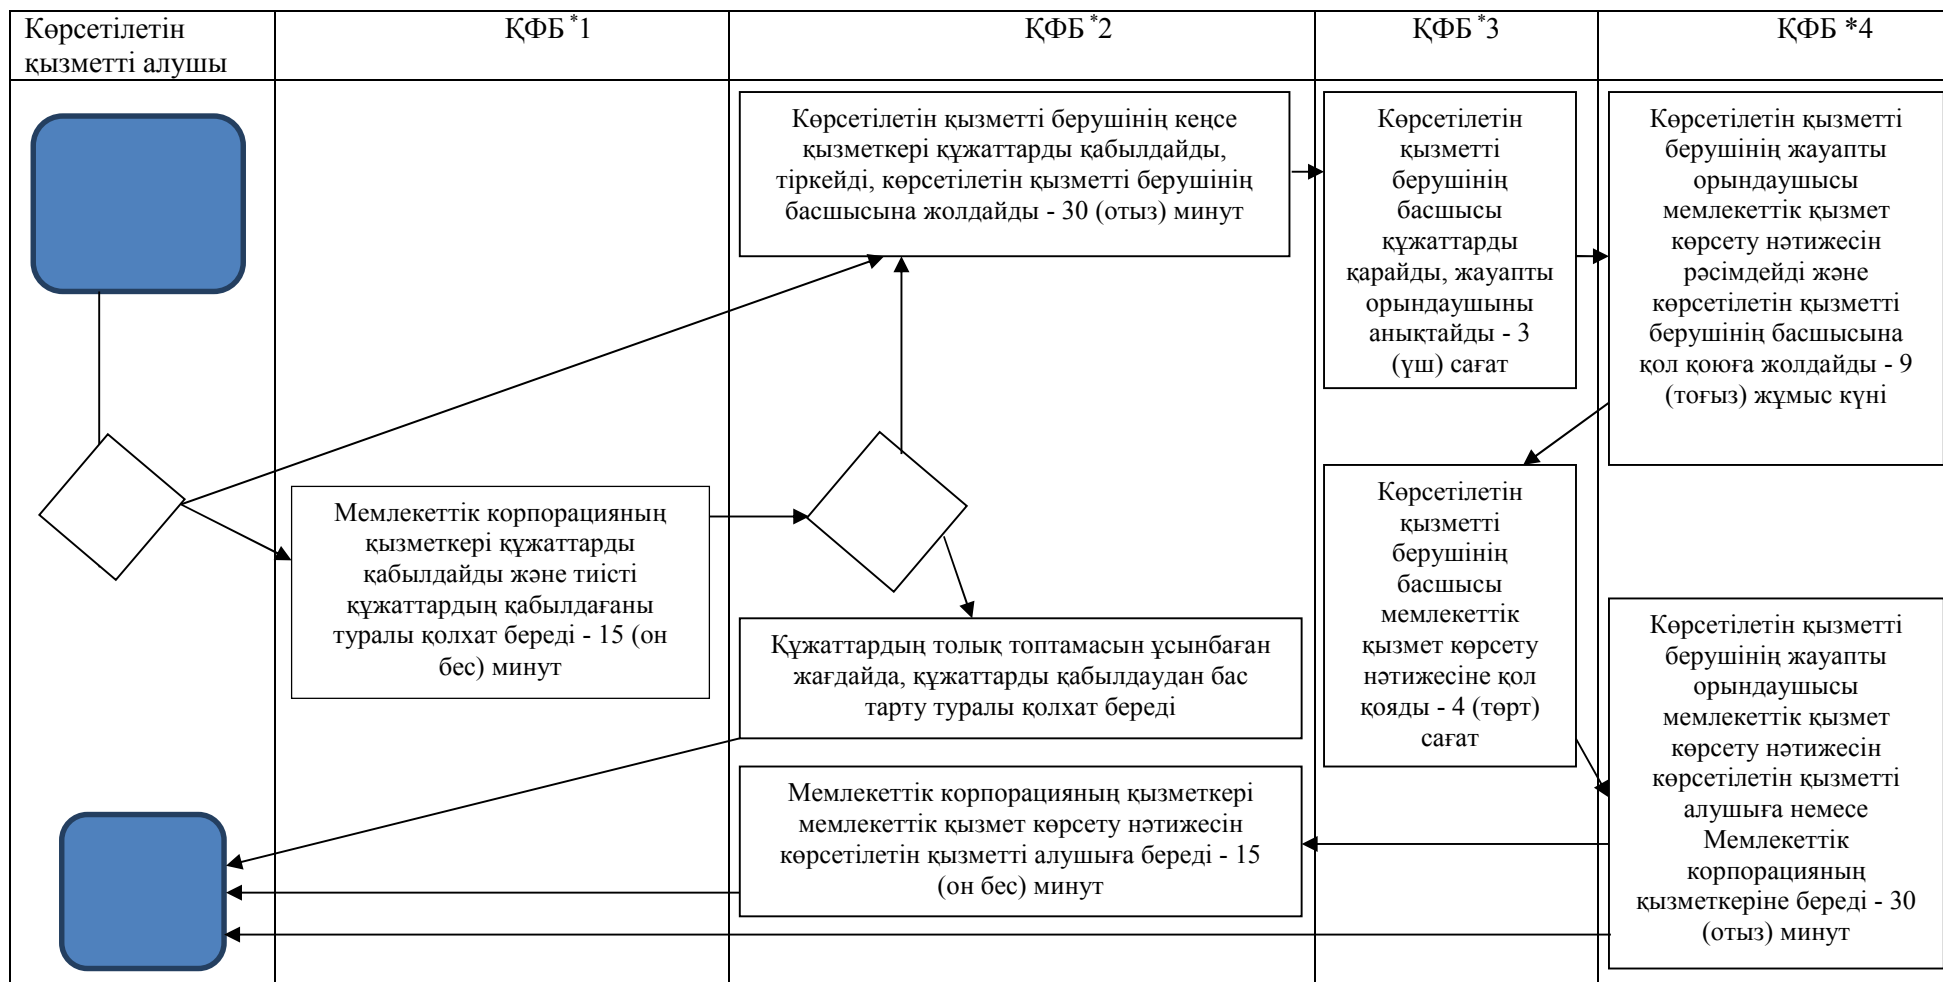 Көрсетілетін
қызметті алушы
ҚФБ *1
ҚФБ *2
ҚФБ *3
ҚФБ *4
Көрсетілетін қызметті берушінің кеңсе
қызметкері құжаттарды қабылдайды,
тіркейді, көрсетілетін қызметті берушінің
басшысына жолдайды - 30 (отыз) минут
Көрсетілетін
қызметті
берушінің
басшысы
құжаттарды
қарайды, жауапты
орындаушыны
анықтайды - 3
(үш) сағат
Көрсетілетін қызметті
берушінің жауапты
орындаушысы
мемлекеттік қызмет
көрсету нәтижесін
рәсімдейді және
көрсетілетін қызметті
берушінің басшысына
қол қоюға жолдайды - 9
(тоғыз) жұмыс күні
Мемлекеттік корпорацияның
қызметкері құжаттарды
қабылдайды және тиісті
құжаттардың қабылдағаны
туралы қолхат береді - 15 (он
бес) минут
Құжаттардың толық топтамасын ұсынбаған
жағдайда, құжаттарды қабылдаудан бас
тарту туралы қолхат береді
Көрсетілетін
қызметті
берушінің
басшысы
мемлекеттік
қызмет көрсету
нәтижесіне қол
қояды - 4 (төрт)
сағат
Мемлекеттік корпорацияның қызметкері
мемлекеттік қызмет көрсету нәтижесін
көрсетілетін қызметті алушыға береді - 15
(он бес) минут
Көрсетілетін қызметті
берушінің жауапты
орындаушысы
мемлекеттік қызмет
көрсету нәтижесін
көрсетілетін қызметті
алушыға немесе
Мемлекеттік
корпорацияның
қызметкеріне береді - 30
(отыз) минут